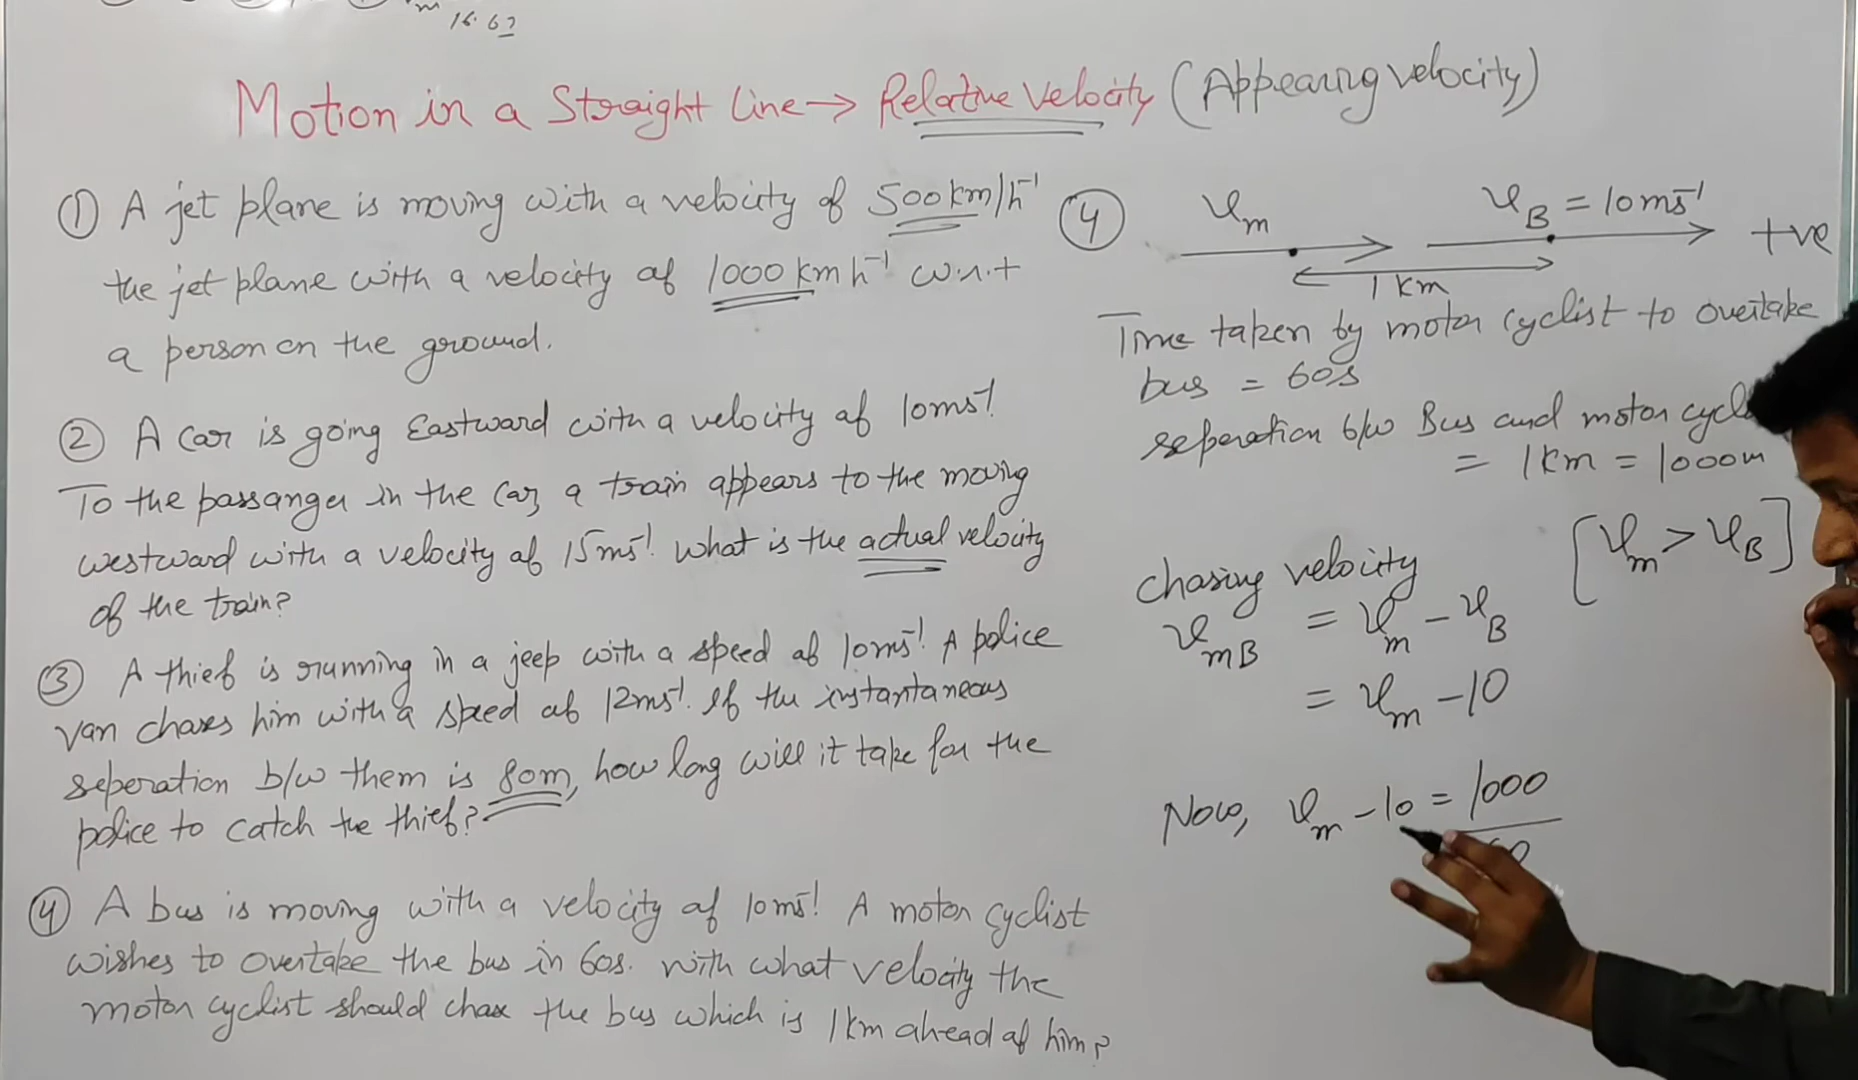 m 16.67
Motion in a Straight Line → Relative Velocity (Appearing velocity)
① A jet plane is moving with a velocity of 500km/h⁻¹
the jet plane with a velocity of 1000 km h⁻¹ w.r.t
a person on the ground.
② A car is going Eastward with a velocity of 10ms⁻¹.
To the passanger in the car, a train appears to the moving
westward with a velocity of 15ms⁻¹. what is the actual velocity
of the train?
③ A thief is running in a jeep with a speed of 10ms⁻¹. A police
van chases him with a speed of 12ms⁻¹. If the instantaneous
seperation b/w them is 80m, how long will it take for the
police to catch the thief?
④ A bus is moving with a velocity of 10ms⁻¹. A motor cyclist
wishes to overtake the bus in 60s. with what velocity the
motor cyclist should chase the bus which is 1km ahead of him?
④ v_m v_B = 10ms⁻¹
+ve
1 km
Time taken by motor cyclist to overtake
bus = 60s
seperation b/w Bus and motor cycl
= 1km = 1000m
[v_m > v_B]
chasing velocity
v_mB = v_m - v_B
= v_m - 10
Now, v_m - 10 = 1000